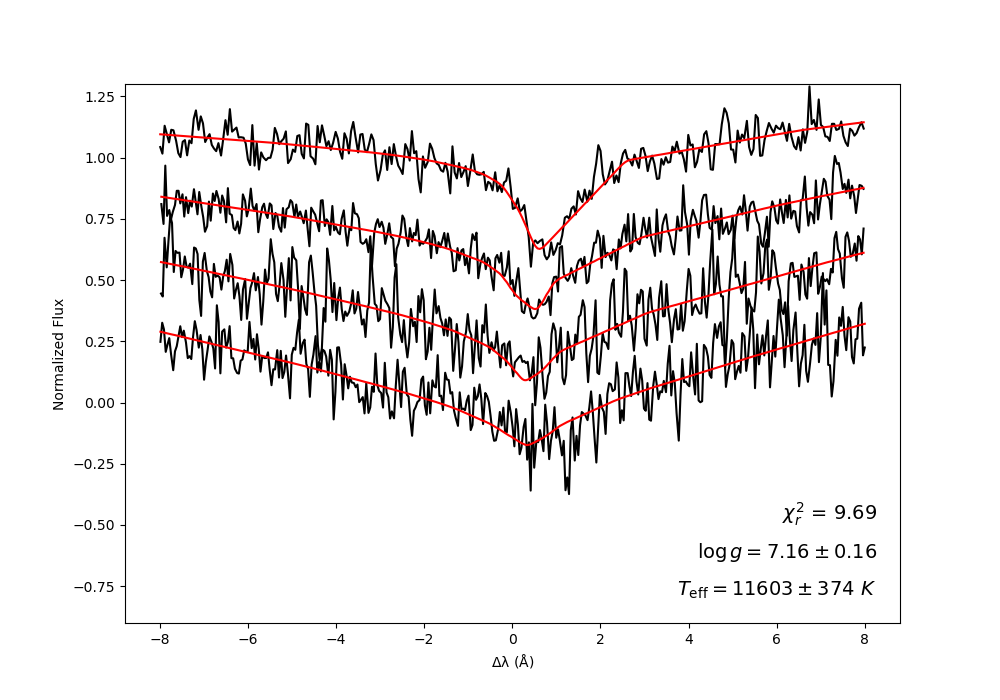 1.25
1.00
0.75
0.50
0.25
0.00
−0.25
−0.50
−0.75
Normalized Flux
χ²ᵣ = 9.69
log g = 7.16 ± 0.16
T_eff = 11603 ± 374 K
−8 −6 −4 −2 0 2 4 6 8
Δλ (Å)